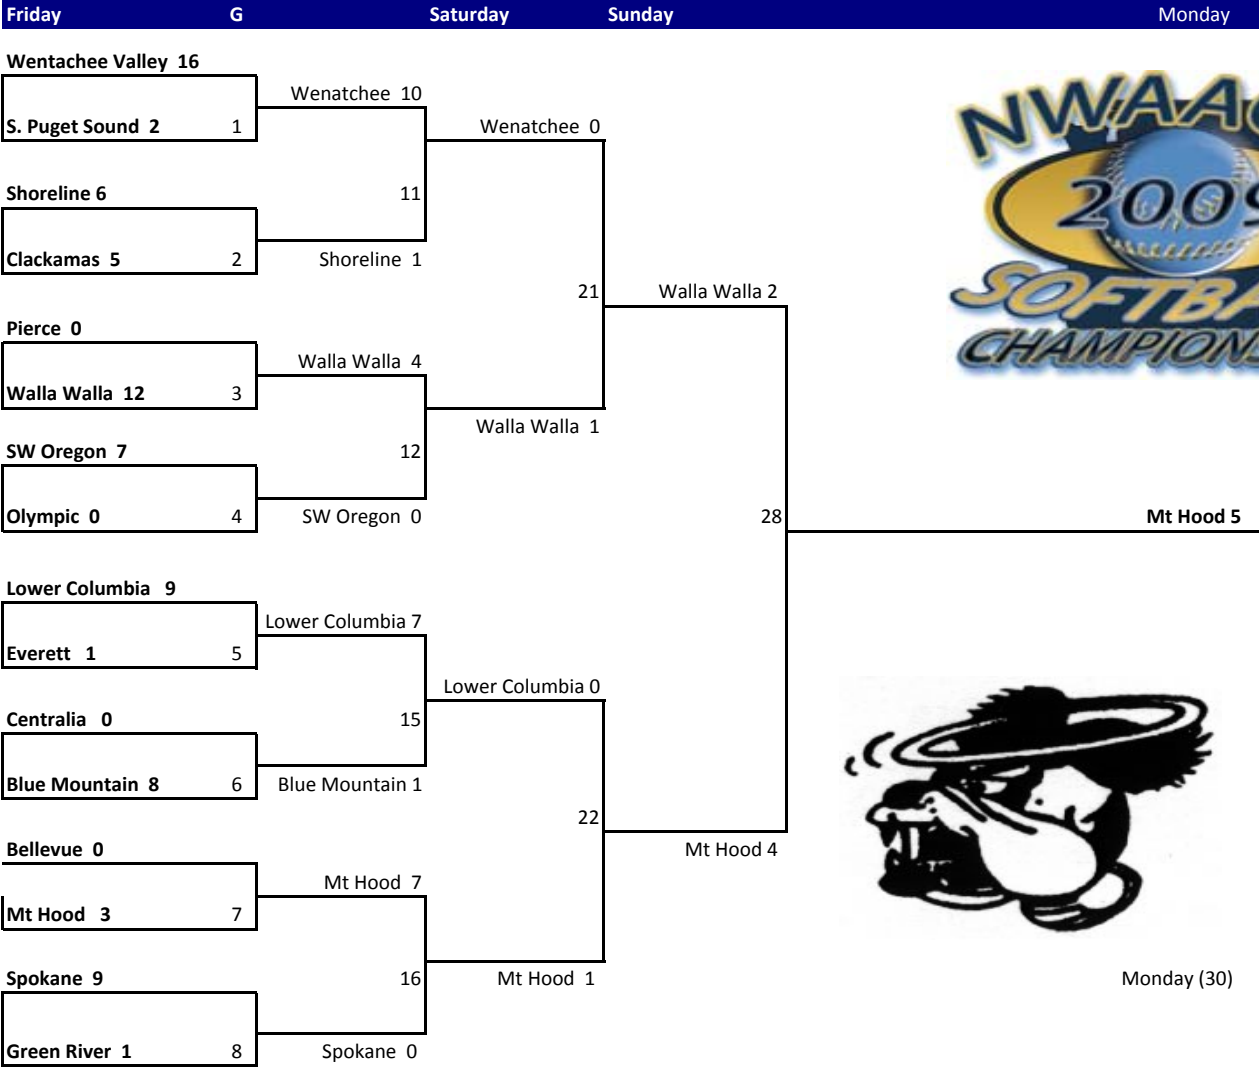 Friday G Saturday Sunday Monday
Wentachee Valley 16
Wenatchee 10
S. Puget Sound 2 1
Wenatchee 0
Shoreline 6
11
Clackamas 5 2
Shoreline 1
21
Walla Walla 2
Pierce 0
Walla Walla 4
Walla Walla 12 3
Walla Walla 1
SW Oregon 7
12
Olympic 0 4
SW Oregon 0
28
Mt Hood 5
Lower Columbia 9
Lower Columbia 7
Everett 1 5
Lower Columbia 0
Centralia 0
15
Blue Mountain 8 6
Blue Mountain 1
22
Mt Hood 4
Bellevue 0
Mt Hood 7
Mt Hood 3 7
Spokane 9
16
Mt Hood 1
Monday (30)
Green River 1 8
Spokane 0
NWAAC
2009
SOFTBA
CHAMPIONS